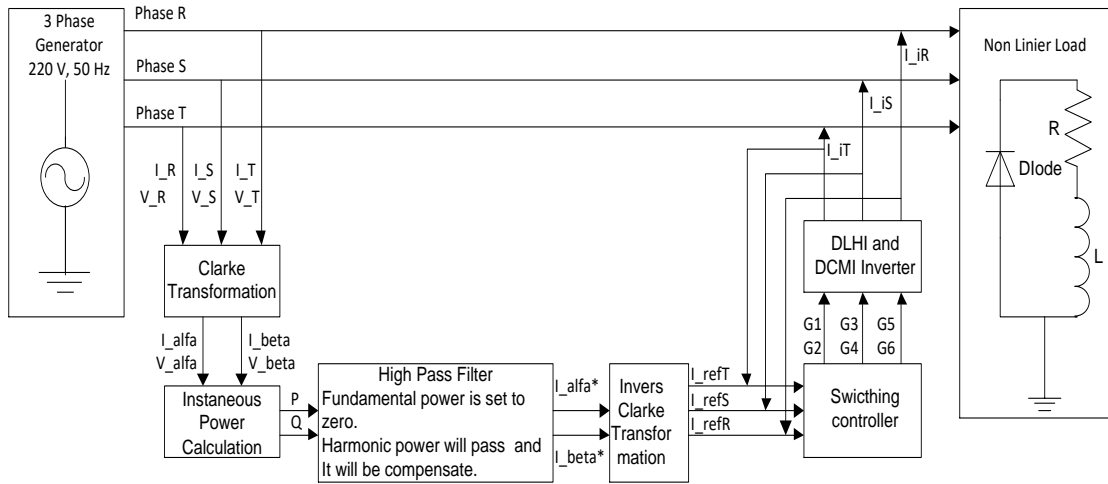 3 Phase
Generator
220 V, 50 Hz
Phase R
Phase S
Phase T
I_R
V_R
I_S
V_S
I_T
V_T
Clarke
Transformation
I_alfa
V_alfa
I_beta
V_beta
Instaneous
Power
Calculation
P
Q
High Pass Filter
Fundamental power is set to
zero.
Harmonic power will pass and
It will be compensate.
I_alfa*
I_beta*
Invers
Clarke
Transfor
mation
I_refT
I_refS
I_refR
Swicthing
controller
G1
G2
G3
G4
G5
G6
DLHI and
DCMI Inverter
I_iT
I_iS
I_iR
Non Linier Load
R
DIode
L